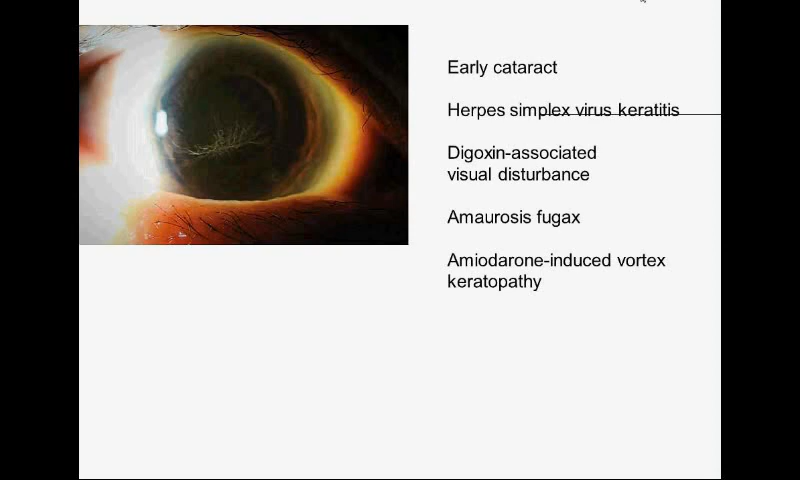 Early cataract
Herpes simplex virus keratitis
Digoxin-associated
visual disturbance
Amaurosis fugax
Amiodarone-induced vortex
keratopathy